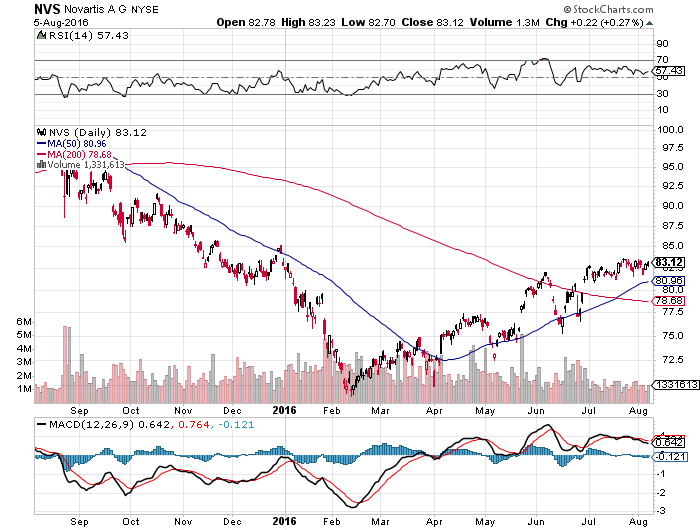 NVS Novartis A G NYSE © StockCharts.com
5-Aug-2016 Open 82.78 High 83.23 Low 82.70 Close 83.12 Volume 1.3M Chg +0.22 (+0.27%)
RSI(14) 57.43
90
70
57.43
50
30
10
NVS (Daily) 83.12
MA(50) 80.96
MA(200) 78.68
Volume 1,331,613
100.0
97.5
95.0
92.5
90.0
87.5
85.0
83.12
82.5
80.96
80.0
78.68
77.5
75.0
72.5
6M
5M
4M
3M
2M
1M
1331613
Sep Oct Nov Dec 2016 Feb Mar Apr May Jun Jul Aug
MACD(12,26,9) 0.642, 0.764, -0.121
0.642
-0.121
1
0
-1
-2
-3
Sep Oct Nov Dec 2016 Feb Mar Apr May Jun Jul Aug